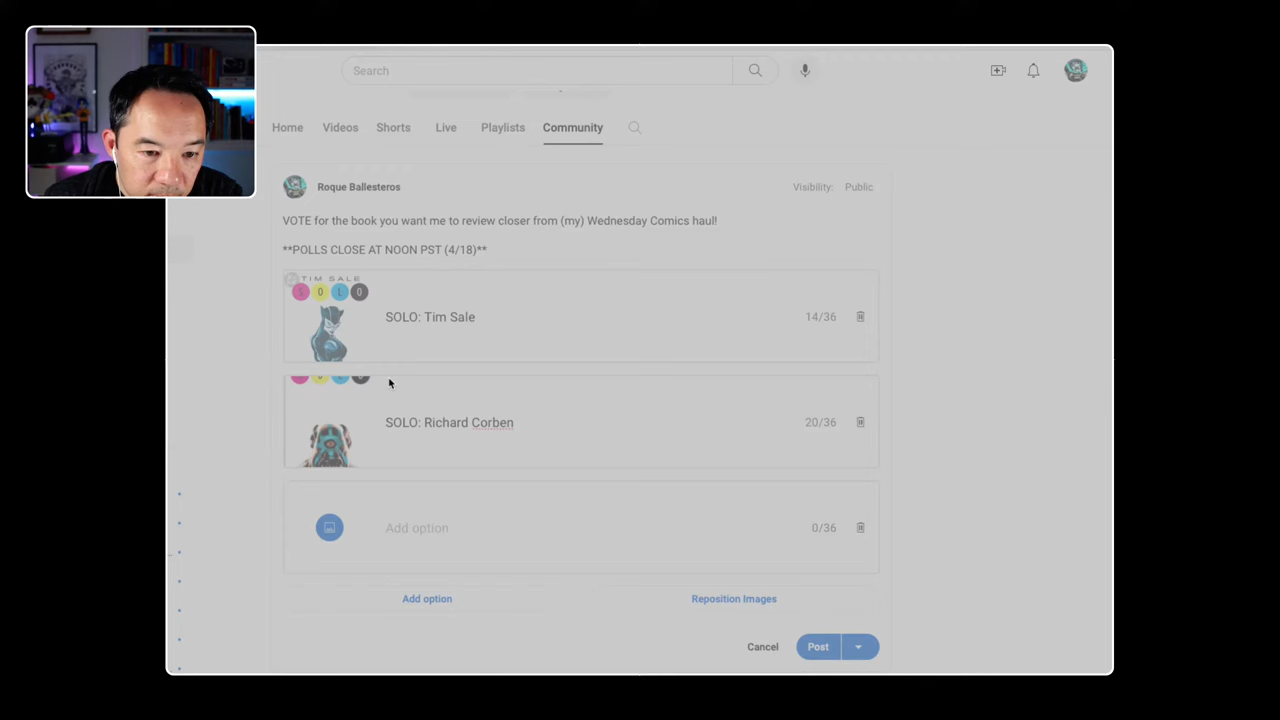 Search
Home Videos Shorts Live Playlists Community
Roque Ballesteros Visibility: Public
VOTE for the book you want me to review closer from (my) Wednesday Comics haul!
**POLLS CLOSE AT NOON PST (4/18)**
TIM SALE
S O L O
SOLO: Tim Sale 14/36
SOLO: Richard Corben 20/36
Add option 0/36
Add option Reposition Images
Cancel Post